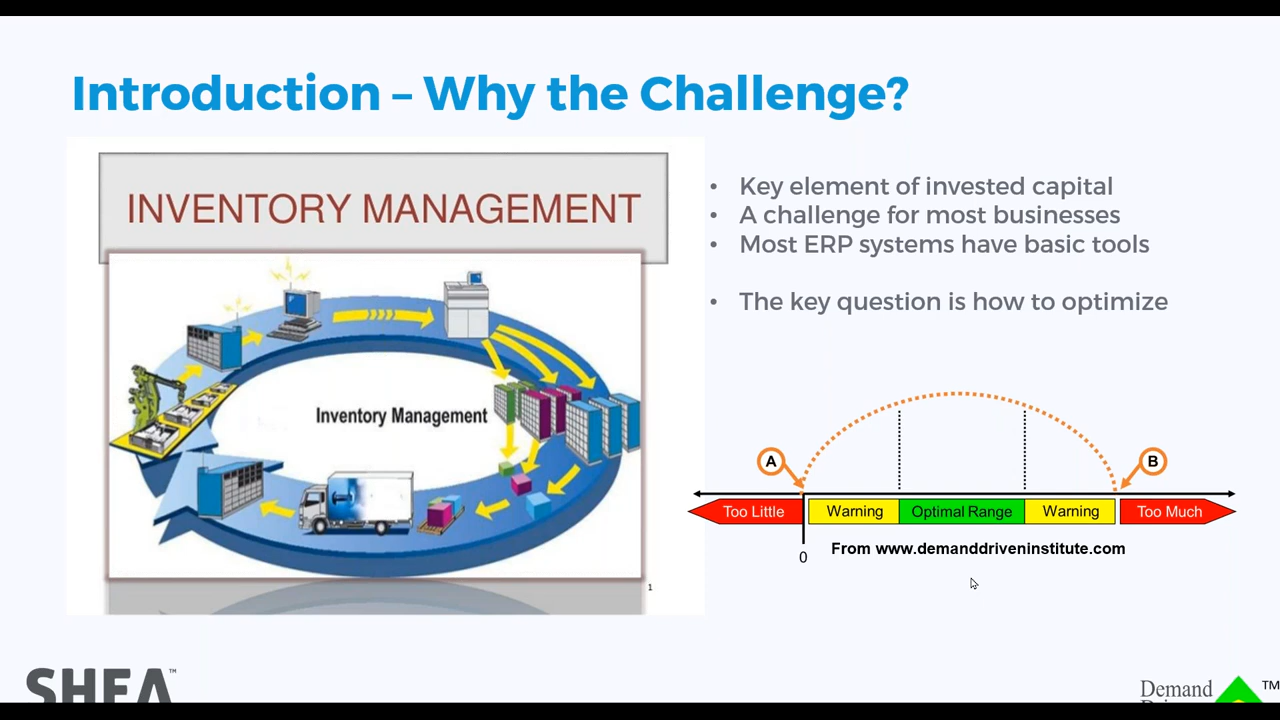 Introduction – Why the Challenge?
INVENTORY MANAGEMENT
Inventory Management
1
• Key element of invested capital
• A challenge for most businesses
• Most ERP systems have basic tools
• The key question is how to optimize
A
B
Too Little
Warning
Optimal Range
Warning
Too Much
0
From www.demanddriveninstitute.com
SHEA™
Demand
™